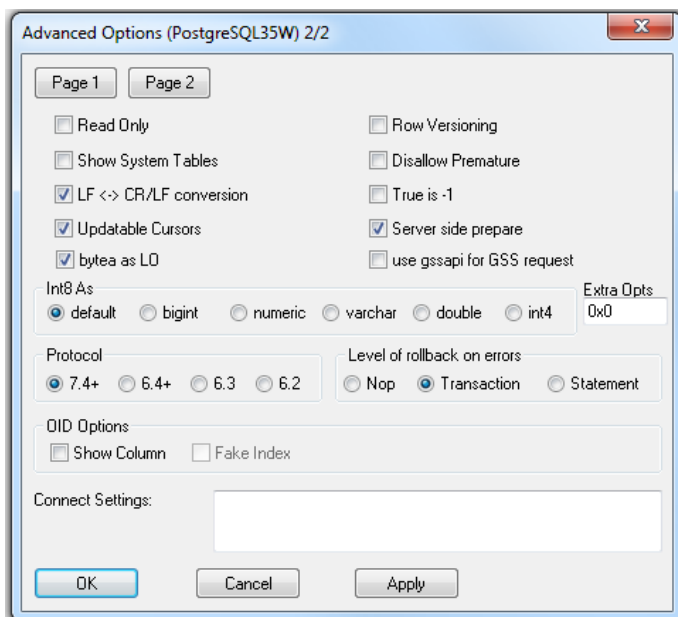 Advanced Options (PostgreSQL35W) 2/2
Page 1 Page 2
Read Only Row Versioning
Show System Tables Disallow Premature
LF <-> CR/LF conversion True is -1
Updatable Cursors Server side prepare
bytea as LO use gssapi for GSS request
Int8 As Extra Opts
default bigint numeric varchar double int4 0x0
Protocol Level of rollback on errors
7.4+ 6.4+ 6.3 6.2 Nop Transaction Statement
OID Options
Show Column Fake Index
Connect Settings:
OK Cancel Apply